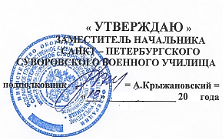 « УТВЕРЖДАЮ »
ЗАМЕСТИТЕЛЬ НАЧАЛЬНИКА
САНКТ – ПЕТЕРБУРГСКОГО
СУВОРОВСКОГО ВОЕННОГО УЧИЛИЩА
подполковник А.Крыжановский =
20 года